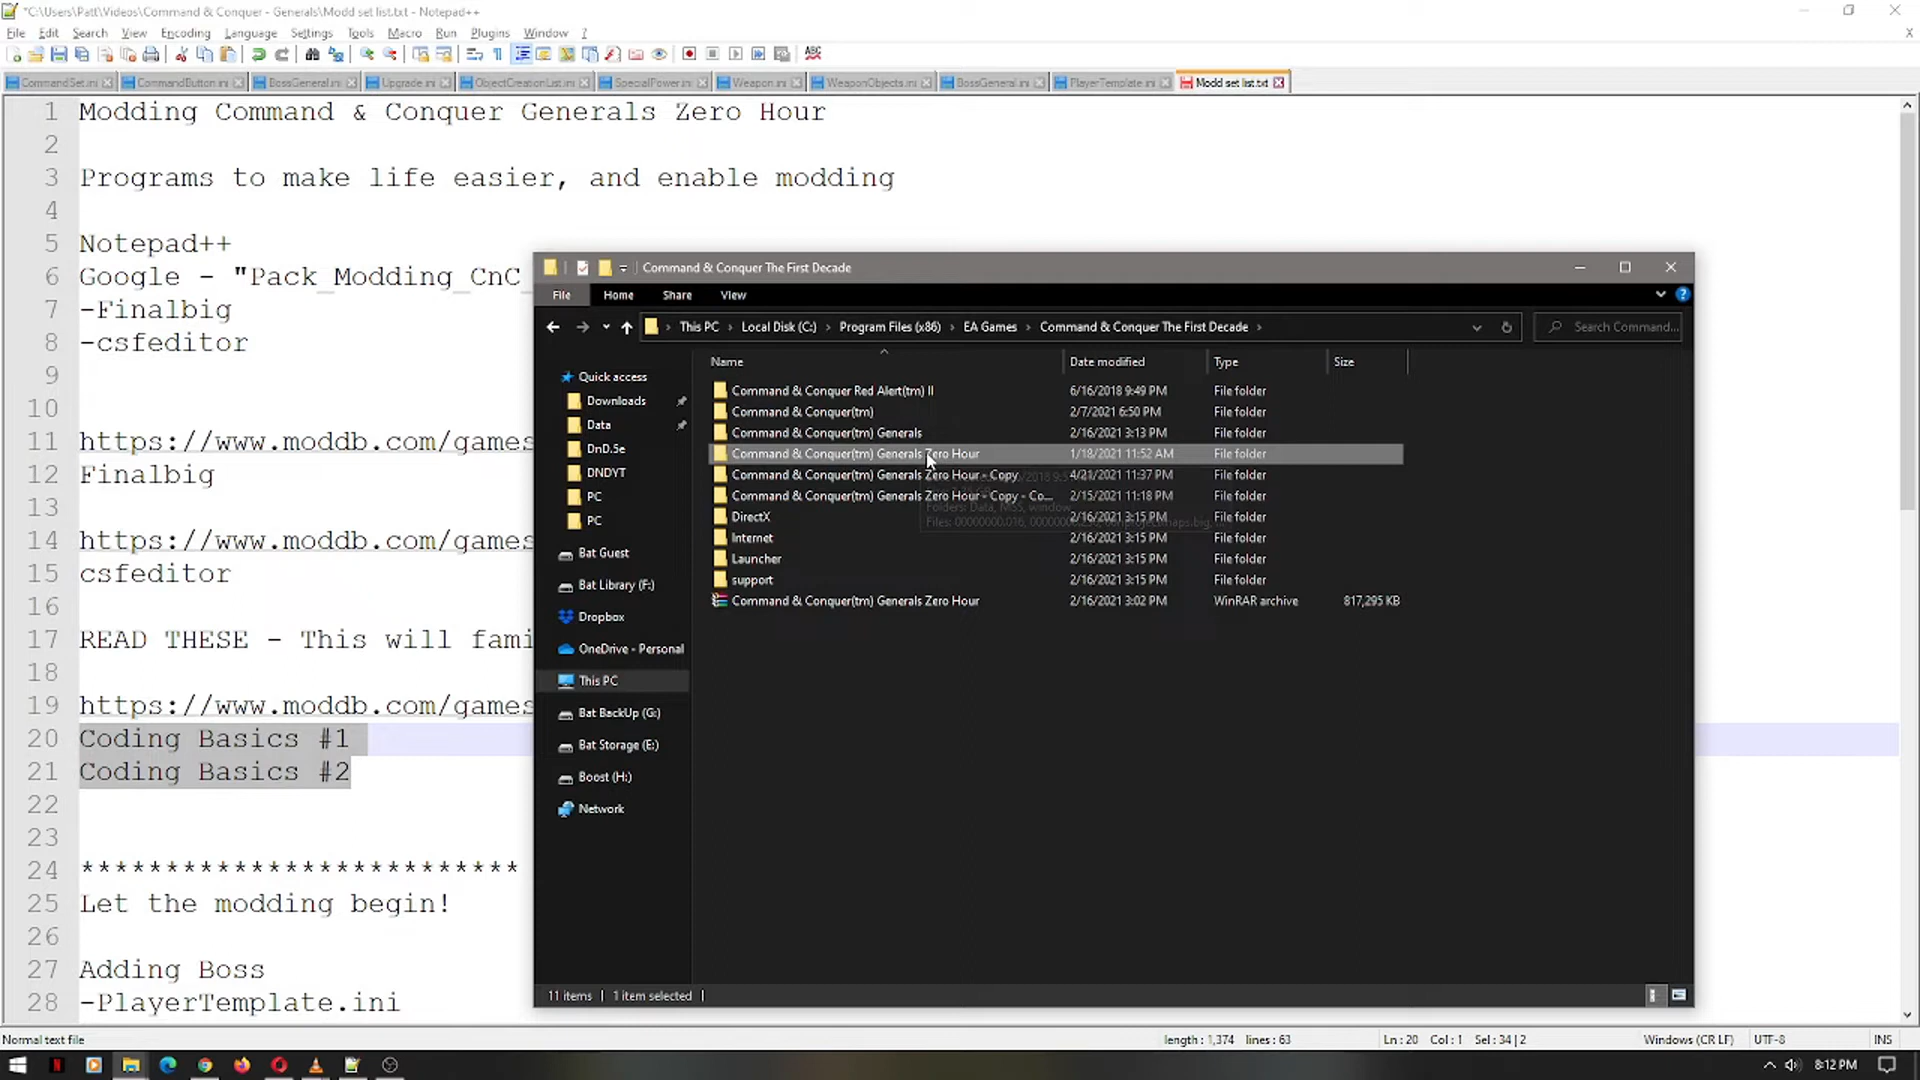 *C:\Users\Patt\Videos\Command & Conquer - Generals\Modd set list.txt - Notepad++
File Edit Search View Encoding Language Settings Tools Macro Run Plugins Window ? X
CommandSet.ini CommandButton.ini BossGeneral.ini Upgrade.ini ObjectCreationList.ini SpecialPower.ini Weapon.ini WeaponObjects.ini BossGeneral.ini PlayerTemplate.ini Modd set list.txt
1 Modding Command & Conquer Generals Zero Hour
2
3 Programs to make life easier, and enable modding
4
5 Notepad++
6 Google - "Pack_Modding_CnC_
7 -Finalbig
8 -csfeditor
9
10
11 https://www.moddb.com/games
12 Finalbig
13
14 https://www.moddb.com/games
15 csfeditor
16
17 READ THESE - This will fami
18
19 https://www.moddb.com/games
20 Coding Basics #1
21 Coding Basics #2
22
23
24 **************************
25 Let the modding begin!
26
27 Adding Boss
28 -PlayerTemplate.ini
Command & Conquer The First Decade
File Home Share View
This PC › Local Disk (C:) › Program Files (x86) › EA Games › Command & Conquer The First Decade ›
Search Command...
Quick access
Downloads
Data
DnD.5e
DNDYT
PC
PC
Bat Guest
Bat Library (F:)
Dropbox
OneDrive - Personal
This PC
Bat BackUp (G:)
Bat Storage (E:)
Boost (H:)
Network
Name Date modified Type Size
Command & Conquer Red Alert(tm) II 6/16/2018 9:49 PM File folder
Command & Conquer(tm) 2/7/2021 6:50 PM File folder
Command & Conquer(tm) Generals 2/16/2021 3:13 PM File folder
Command & Conquer(tm) Generals Zero Hour 1/18/2021 11:52 AM File folder
Command & Conquer(tm) Generals Zero Hour - Copy 4/21/2021 11:37 PM File folder
Command & Conquer(tm) Generals Zero Hour - Copy - Co... 2/15/2021 11:18 PM File folder
DirectX 2/16/2021 3:15 PM File folder
Internet 2/16/2021 3:15 PM File folder
Launcher 2/16/2021 3:15 PM File folder
support 2/16/2021 3:15 PM File folder
Command & Conquer(tm) Generals Zero Hour 2/16/2021 3:02 PM WinRAR archive 817,295 KB
Folders: Data, MSS, window
11 items 1 item selected
Normal text file length : 1,374 lines : 63 Ln : 20 Col : 1 Sel : 34 | 2 Windows (CR LF) UTF-8 INS
8:12 PM